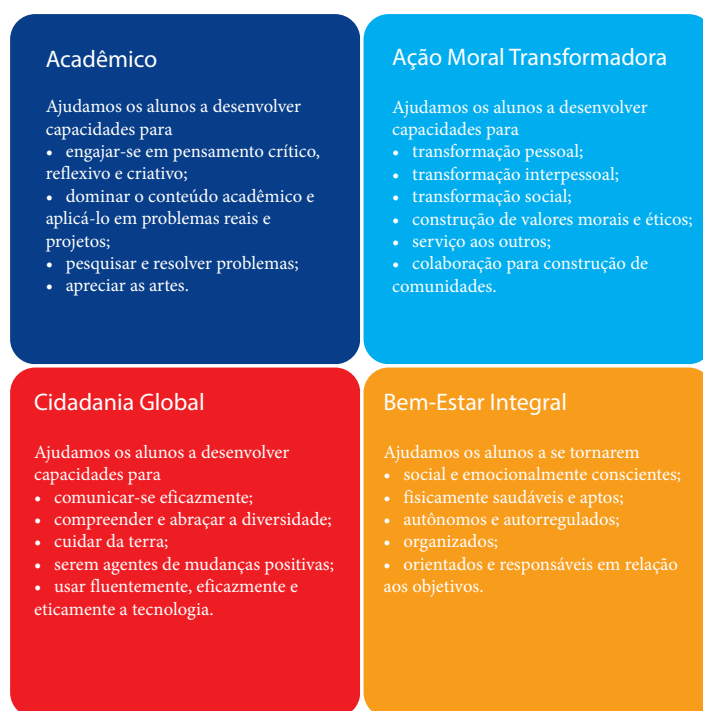 Acadêmico
Ajudamos os alunos a desenvolver
capacidades para
• engajar-se em pensamento crítico,
reflexivo e criativo;
• dominar o conteúdo acadêmico e
aplicá-lo em problemas reais e
projetos;
• pesquisar e resolver problemas;
• apreciar as artes.
Ação Moral Transformadora
Ajudamos os alunos a desenvolver
capacidades para
• transformação pessoal;
• transformação interpessoal;
• transformação social;
• construção de valores morais e éticos;
• serviço aos outros;
• colaboração para construção de
comunidades.
Cidadania Global
Ajudamos os alunos a desenvolver
capacidades para
• comunicar-se eficazmente;
• compreender e abraçar a diversidade;
• cuidar da terra;
• serem agentes de mudanças positivas;
• usar fluentemente, eficazmente e
eticamente a tecnologia.
Bem-Estar Integral
Ajudamos os alunos a se tornarem
• social e emocionalmente conscientes;
• fisicamente saudáveis e aptos;
• autônomos e autorregulados;
• organizados;
• orientados e responsáveis em relação
aos objetivos.